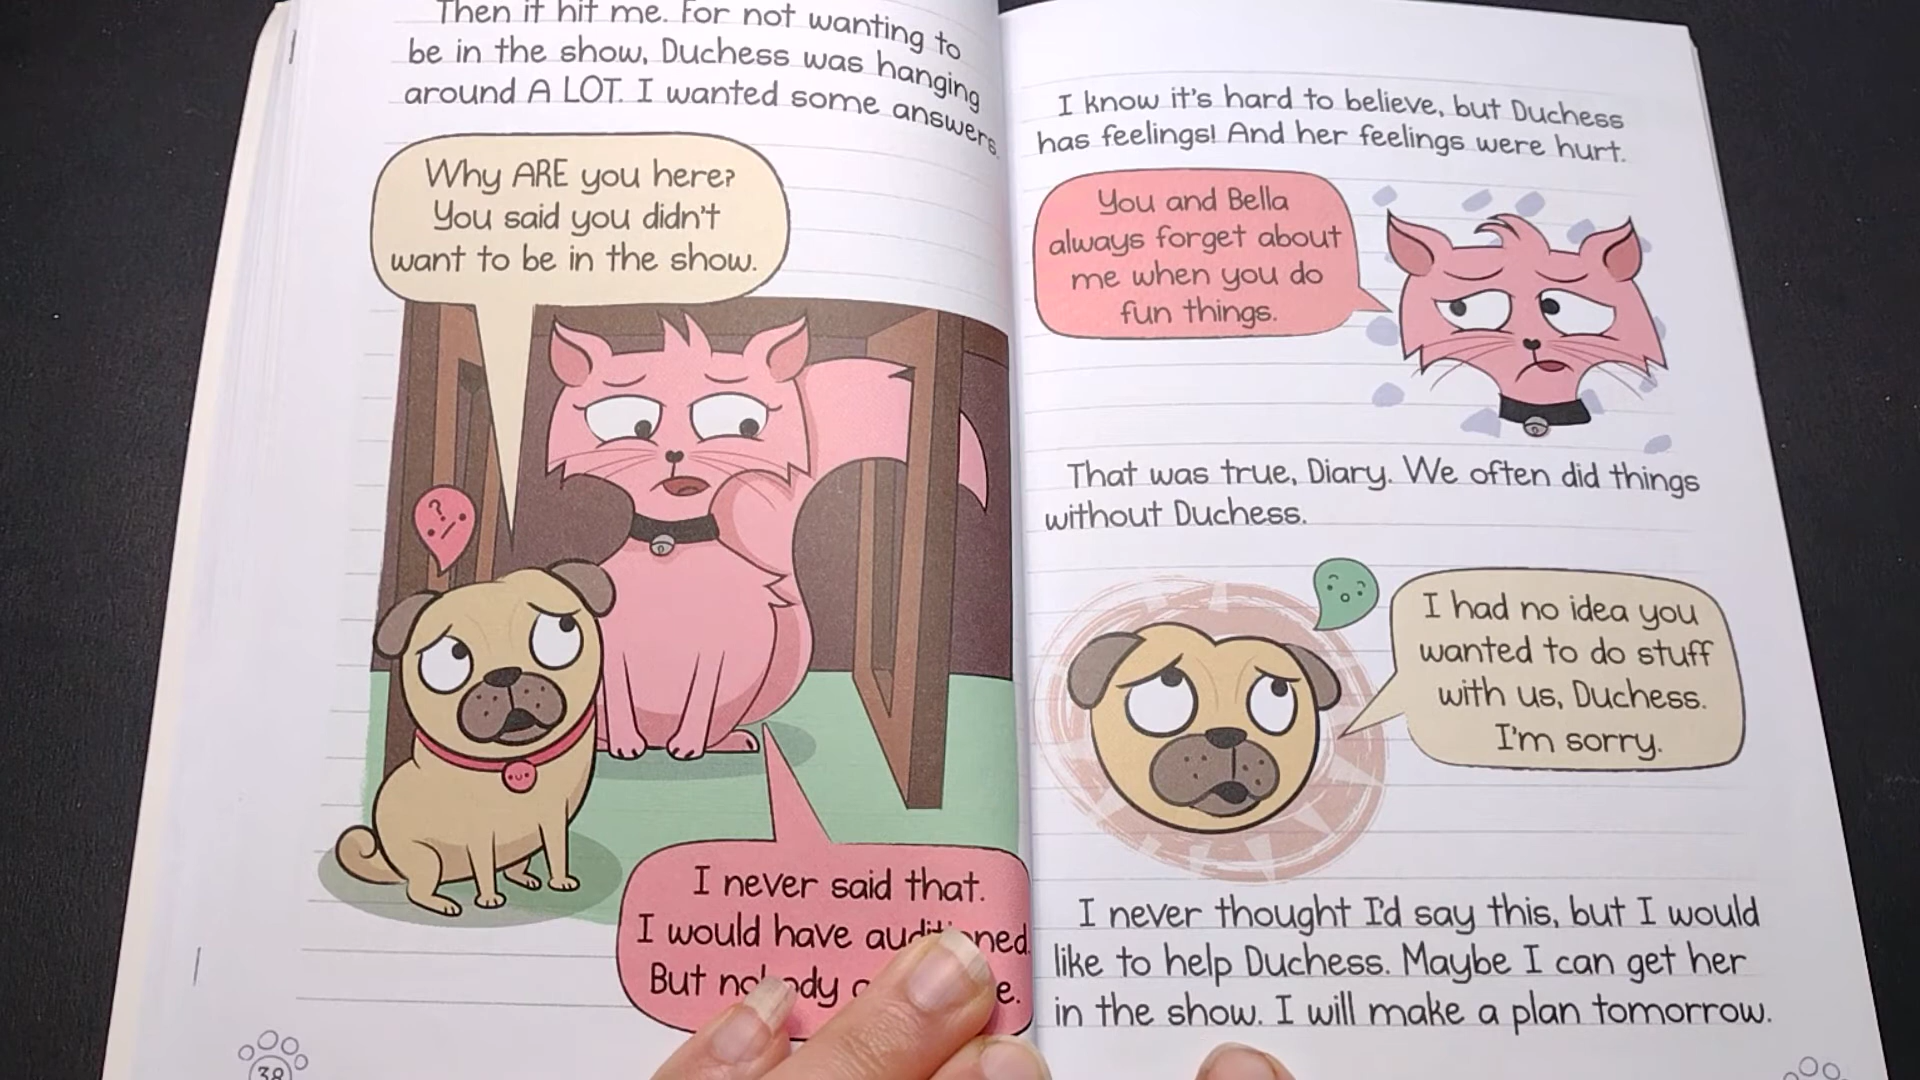 Then it hit me. For not wanting to
be in the show, Duchess was hanging
around A LOT. I wanted some answers.
Why ARE you here?
You said you didn't
want to be in the show.
?
I never said that.
I would have
But
38
I know it's hard to believe, but Duchess
has feelings! And her feelings were hurt.
You and Bella
always forget about
me when you do
fun things.
That was true, Diary. We often did things
without Duchess.
I had no idea you
wanted to do stuff
with us, Duchess.
I'm sorry.
I never thought I'd say this, but I would
like to help Duchess. Maybe I can get her
in the show. I will make a plan tomorrow.